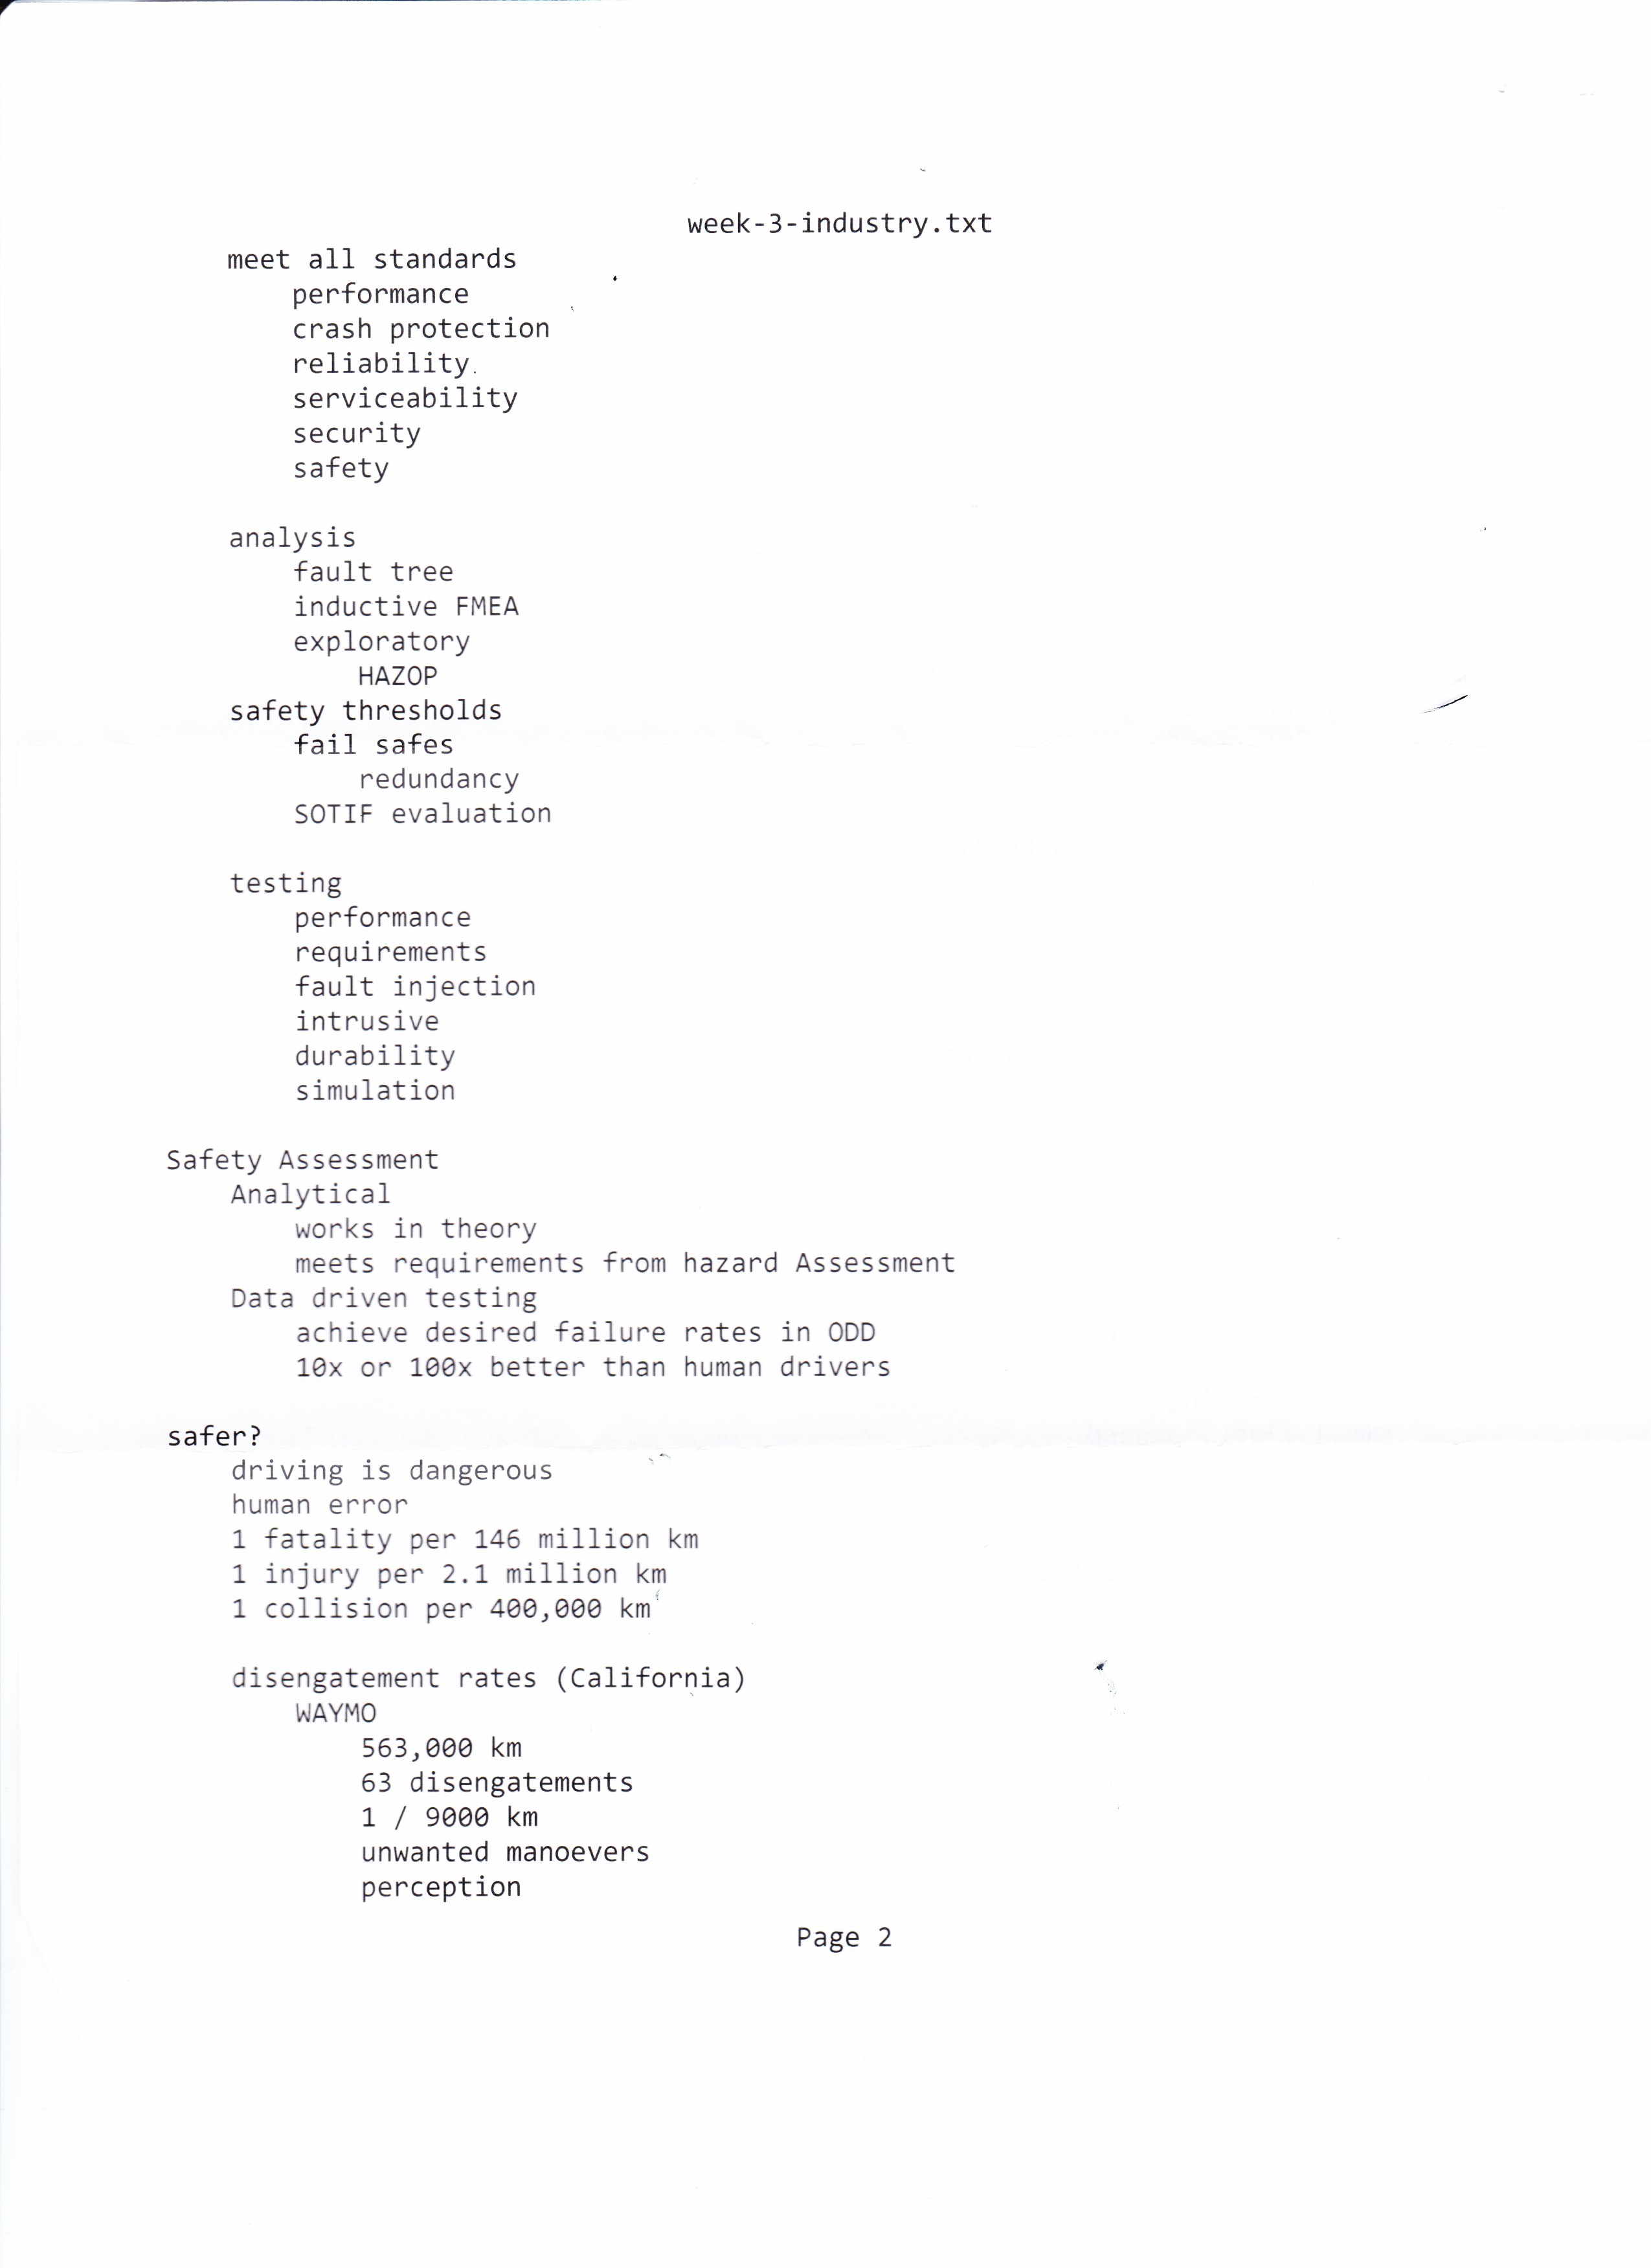 week-3-industry.txt
meet all standards
performance
crash protection
reliability
serviceability
security
safety
analysis
fault tree
inductive FMEA
exploratory
HAZOP
safety thresholds
fail safes
redundancy
SOTIF evaluation
testing
performance
requirements
fault injection
intrusive
durability
simulation
Safety Assessment
Analytical
works in theory
meets requirements from hazard Assessment
Data driven testing
achieve desired failure rates in ODD
10x or 100x better than human drivers
safer?
driving is dangerous
human error
1 fatality per 146 million km
1 injury per 2.1 million km
1 collision per 400,000 km
disengatement rates (California)
WAYMO
563,000 km
63 disengatements
1 / 9000 km
unwanted manoevers
perception
Page 2